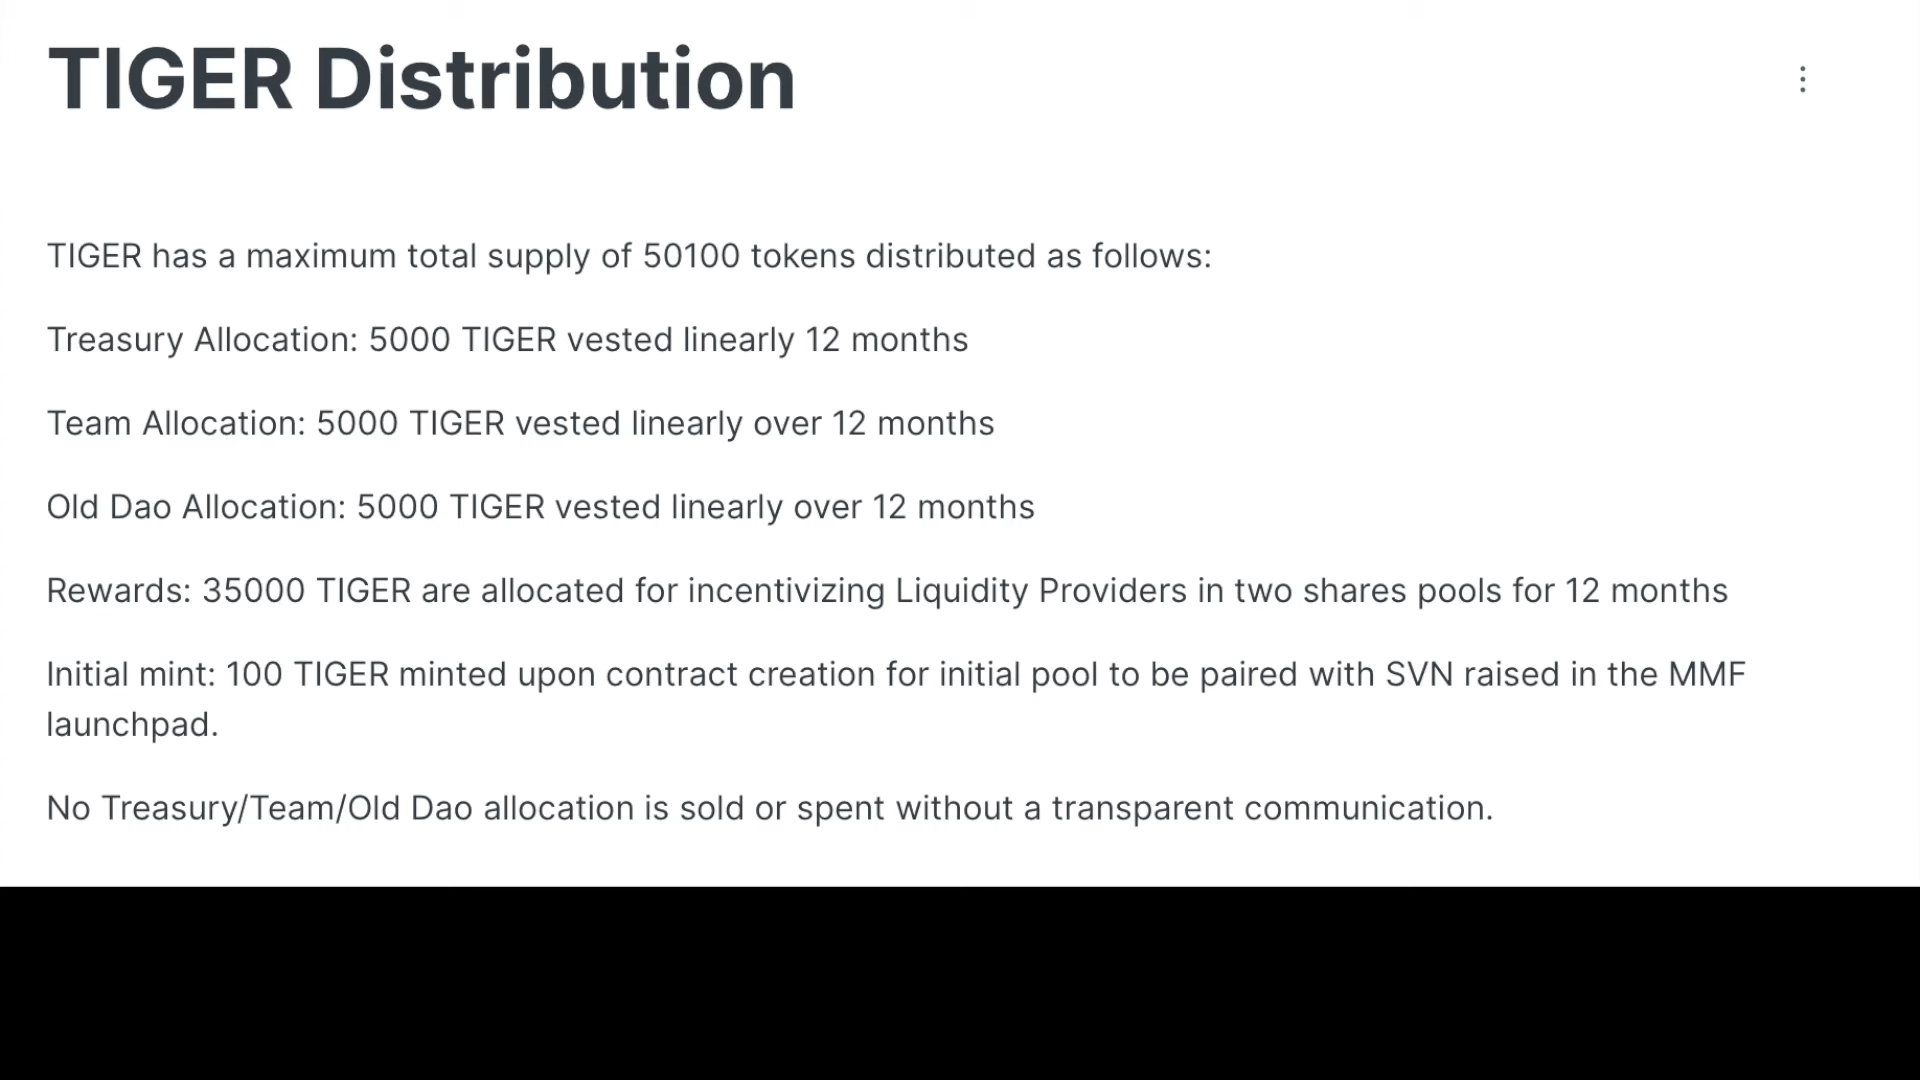 TIGER Distribution
TIGER has a maximum total supply of 50100 tokens distributed as follows:
Treasury Allocation: 5000 TIGER vested linearly 12 months
Team Allocation: 5000 TIGER vested linearly over 12 months
Old Dao Allocation: 5000 TIGER vested linearly over 12 months
Rewards: 35000 TIGER are allocated for incentivizing Liquidity Providers in two shares pools for 12 months
Initial mint: 100 TIGER minted upon contract creation for initial pool to be paired with SVN raised in the MMF
launchpad.
No Treasury/Team/Old Dao allocation is sold or spent without a transparent communication.